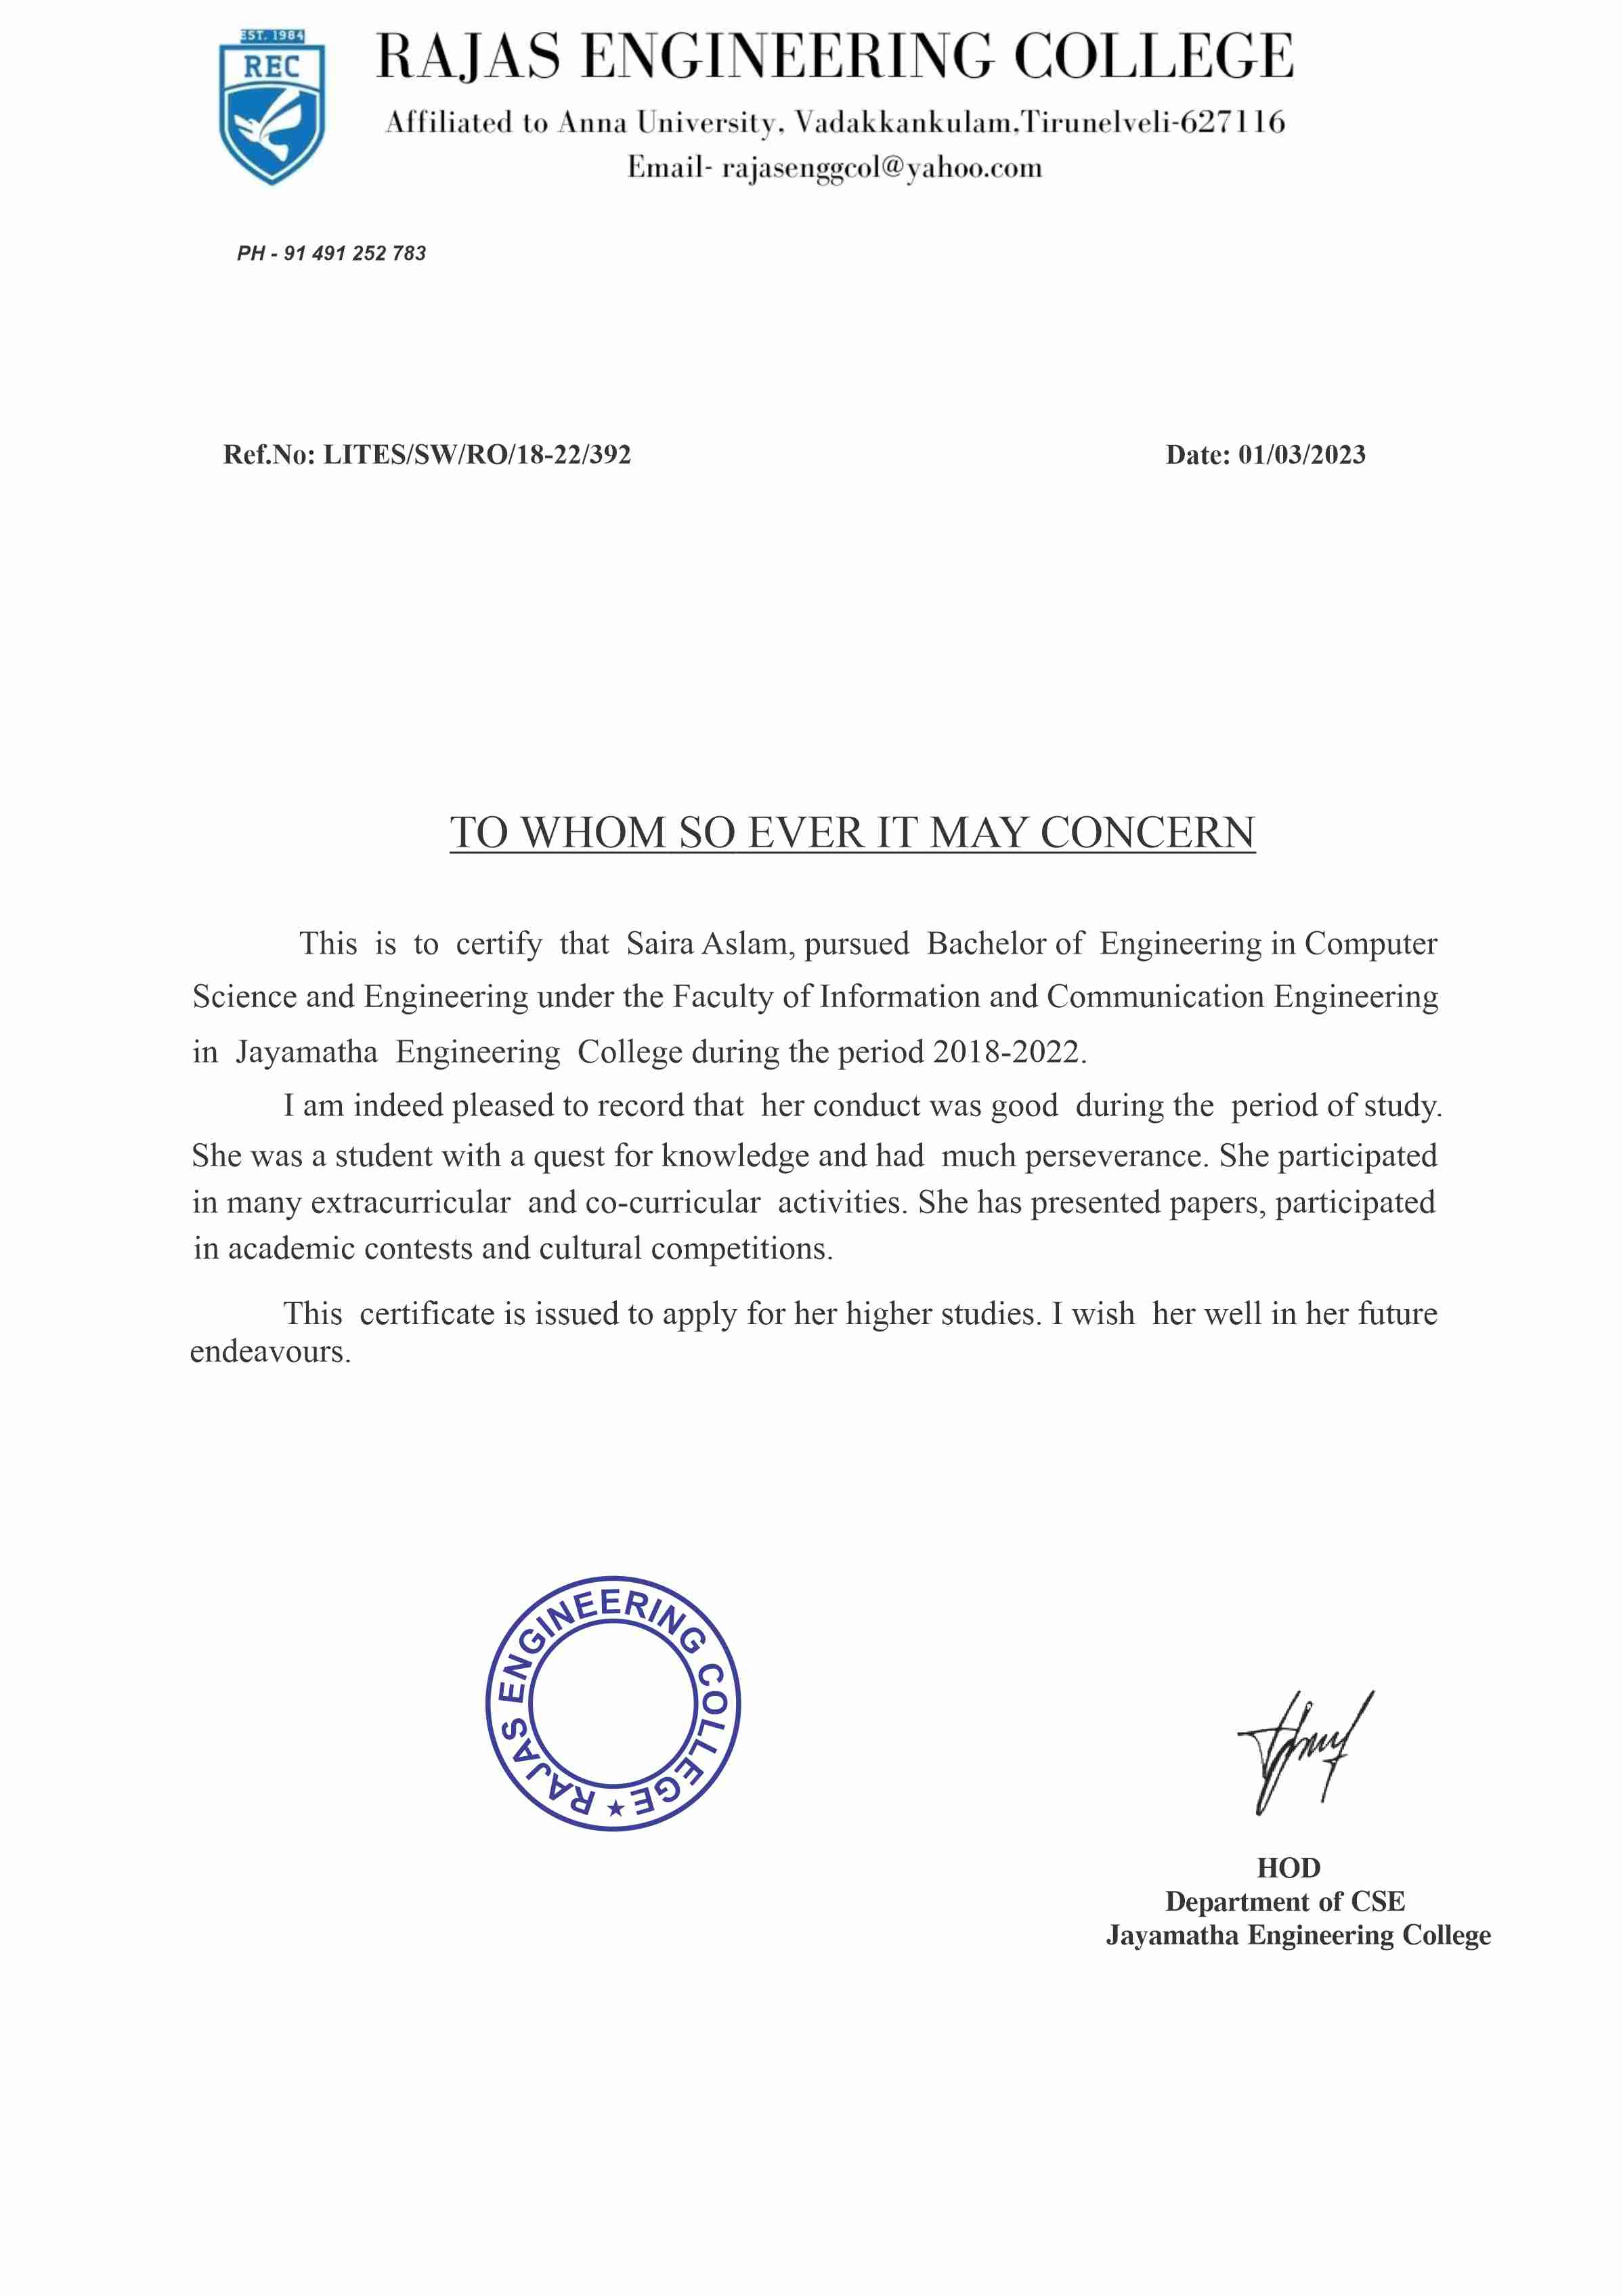 EST. 1984
REC
RAJAS ENGINEERING COLLEGE
Affiliated to Anna University, Vadakkankulam,Tirunelveli-627116
Email- rajasenggcol@yahoo.com
PH - 91 491 252 783
Ref.No: LITES/SW/RO/18-22/392
Date: 01/03/2023
TO WHOM SO EVER IT MAY CONCERN
This is to certify that Saira Aslam, pursued Bachelor of Engineering in Computer
Science and Engineering under the Faculty of Information and Communication Engineering
in Jayamatha Engineering College during the period 2018-2022.
I am indeed pleased to record that her conduct was good during the period of study.
She was a student with a quest for knowledge and had much perseverance. She participated
in many extracurricular and co-curricular activities. She has presented papers, participated
in academic contests and cultural competitions.
This certificate is issued to apply for her higher studies. I wish her well in her future
endeavours.
RAJAS ENGINEERING COLLEGE ★
HOD
Department of CSE
Jayamatha Engineering College